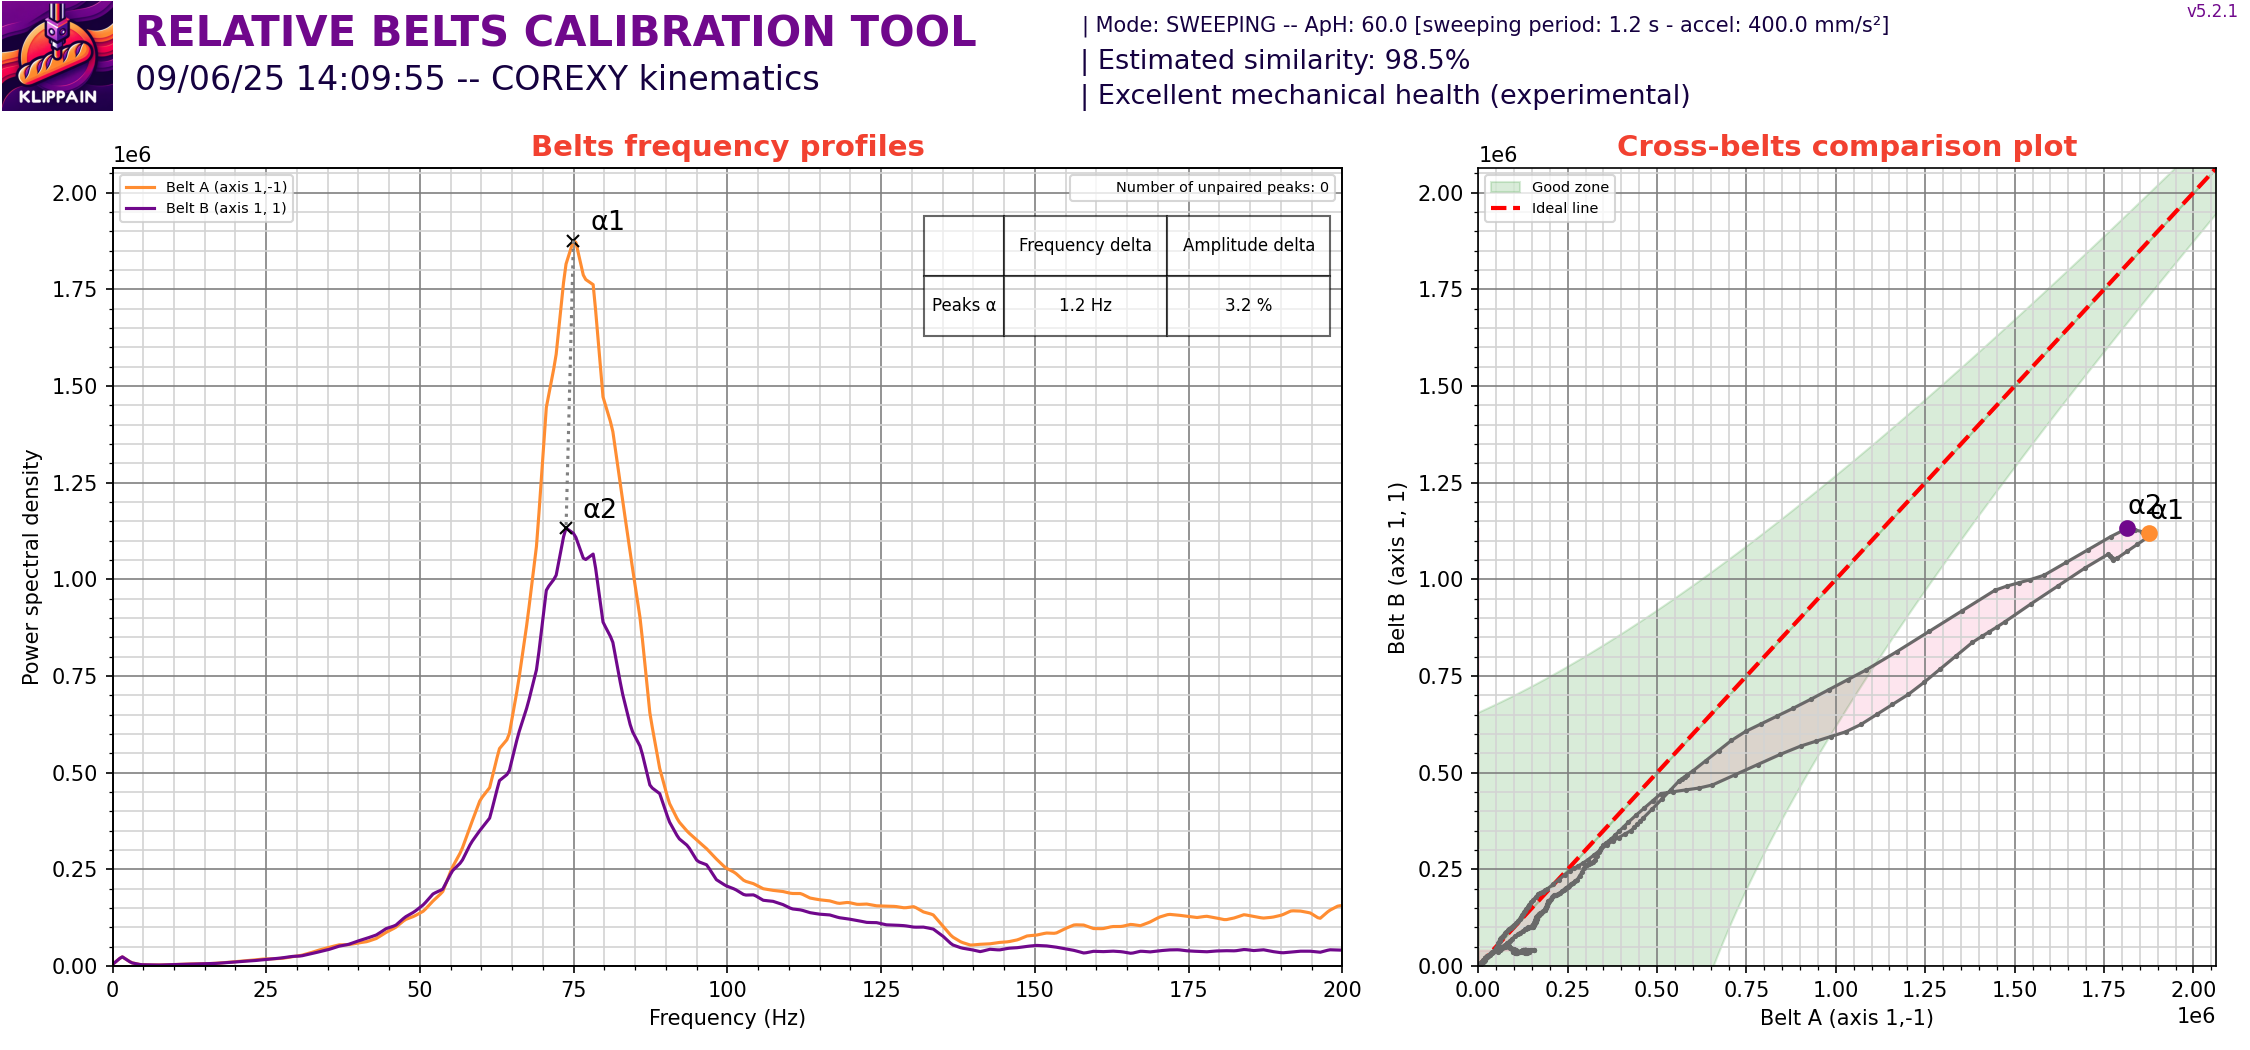 KLIPPAIN
RELATIVE BELTS CALIBRATION TOOL
09/06/25 14:09:55 -- COREXY kinematics
| Mode: SWEEPING -- ApH: 60.0 [sweeping period: 1.2 s - accel: 400.0 mm/s²]
| Estimated similarity: 98.5%
| Excellent mechanical health (experimental)
v5.2.1
Belts frequency profiles
1e6
Belt A (axis 1,-1)
Belt B (axis 1, 1)
Number of unpaired peaks: 0
Frequency delta Amplitude delta
Peaks α 1.2 Hz 3.2 %
α1
α2
Power spectral density
2.00
1.75
1.50
1.25
1.00
0.75
0.50
0.25
0.00
0 25 50 75 100 125 150 175 200
Frequency (Hz)
Cross-belts comparison plot
1e6
Good zone
Ideal line
α2
α1
Belt B (axis 1, 1)
2.00
1.75
1.50
1.25
1.00
0.75
0.50
0.25
0.00
0.00 0.25 0.50 0.75 1.00 1.25 1.50 1.75 2.00
Belt A (axis 1,-1)
1e6